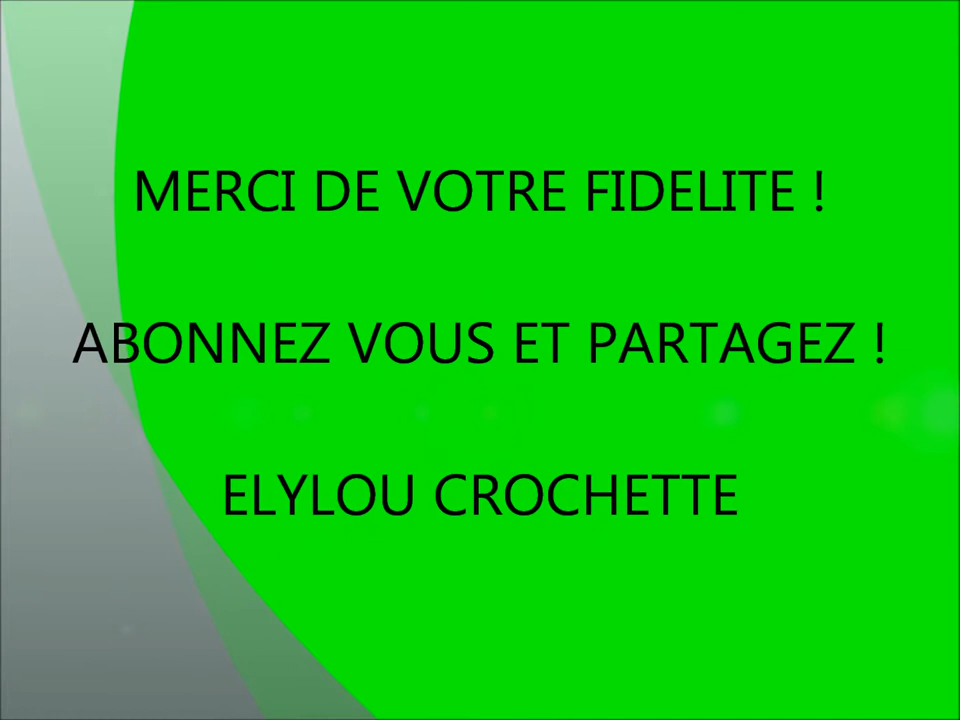 MERCI DE VOTRE FIDELITE !
ABONNEZ VOUS ET PARTAGEZ !
ELYLOU CROCHETTE